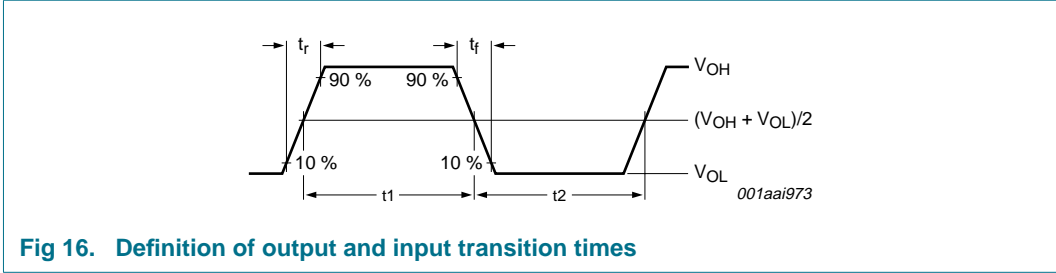 tr tf
VOH
90 % 90 %
(VOH + VOL)/2
10 % 10 %
VOL
t1 t2
001aai973
Fig 16. Definition of output and input transition times